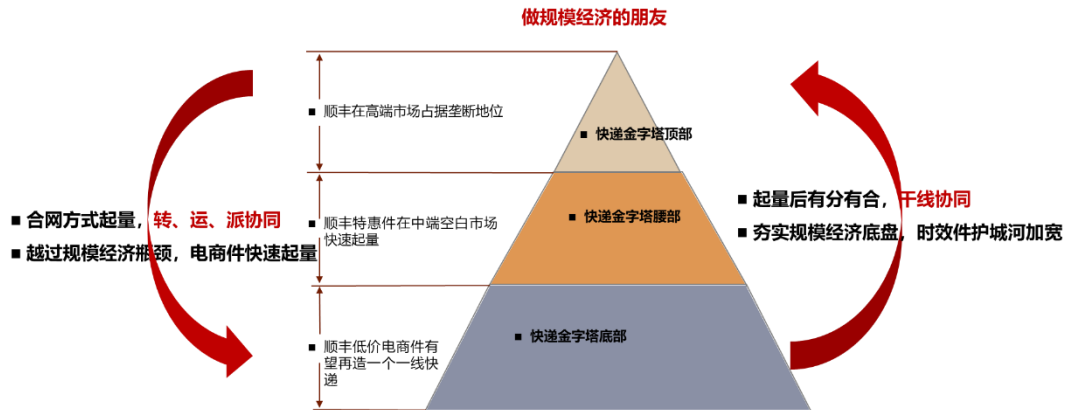 做规模经济的朋友
■ 顺丰在高端市场占据垄断地位
■ 快递金字塔顶部
■ 合网方式起量，转、运、派协同
■ 越过规模经济瓶颈，电商件快速起量
■ 顺丰特惠件在中端空白市场
快速起量
■ 快递金字塔腰部
■ 起量后有分有合，干线协同
■ 夯实规模经济底盘，时效件护城河加宽
■ 顺丰低价电商件有
望再造一个一线快
递
■ 快递金字塔底部